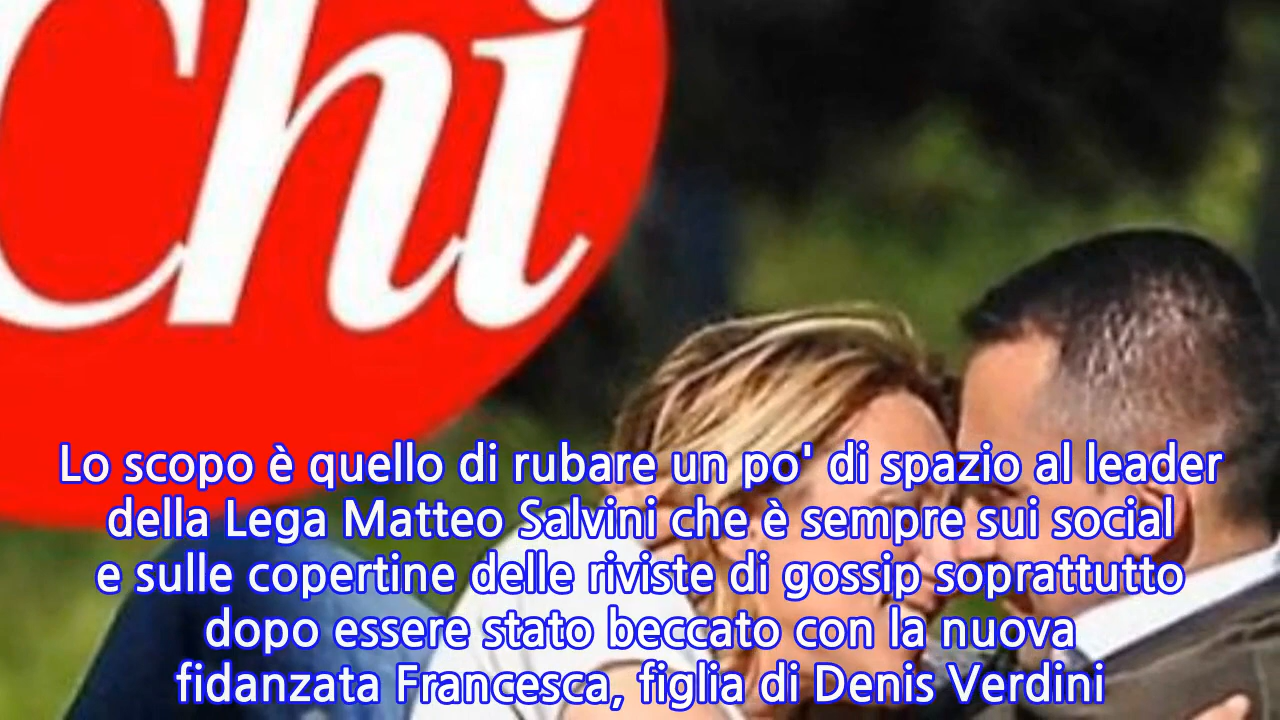 Chi
Lo scopo è quello di rubare un po' di spazio al leader
della Lega Matteo Salvini che è sempre sui social
e sulle copertine delle riviste di gossip soprattutto
dopo essere stato beccato con la nuova
fidanzata Francesca, figlia di Denis Verdini